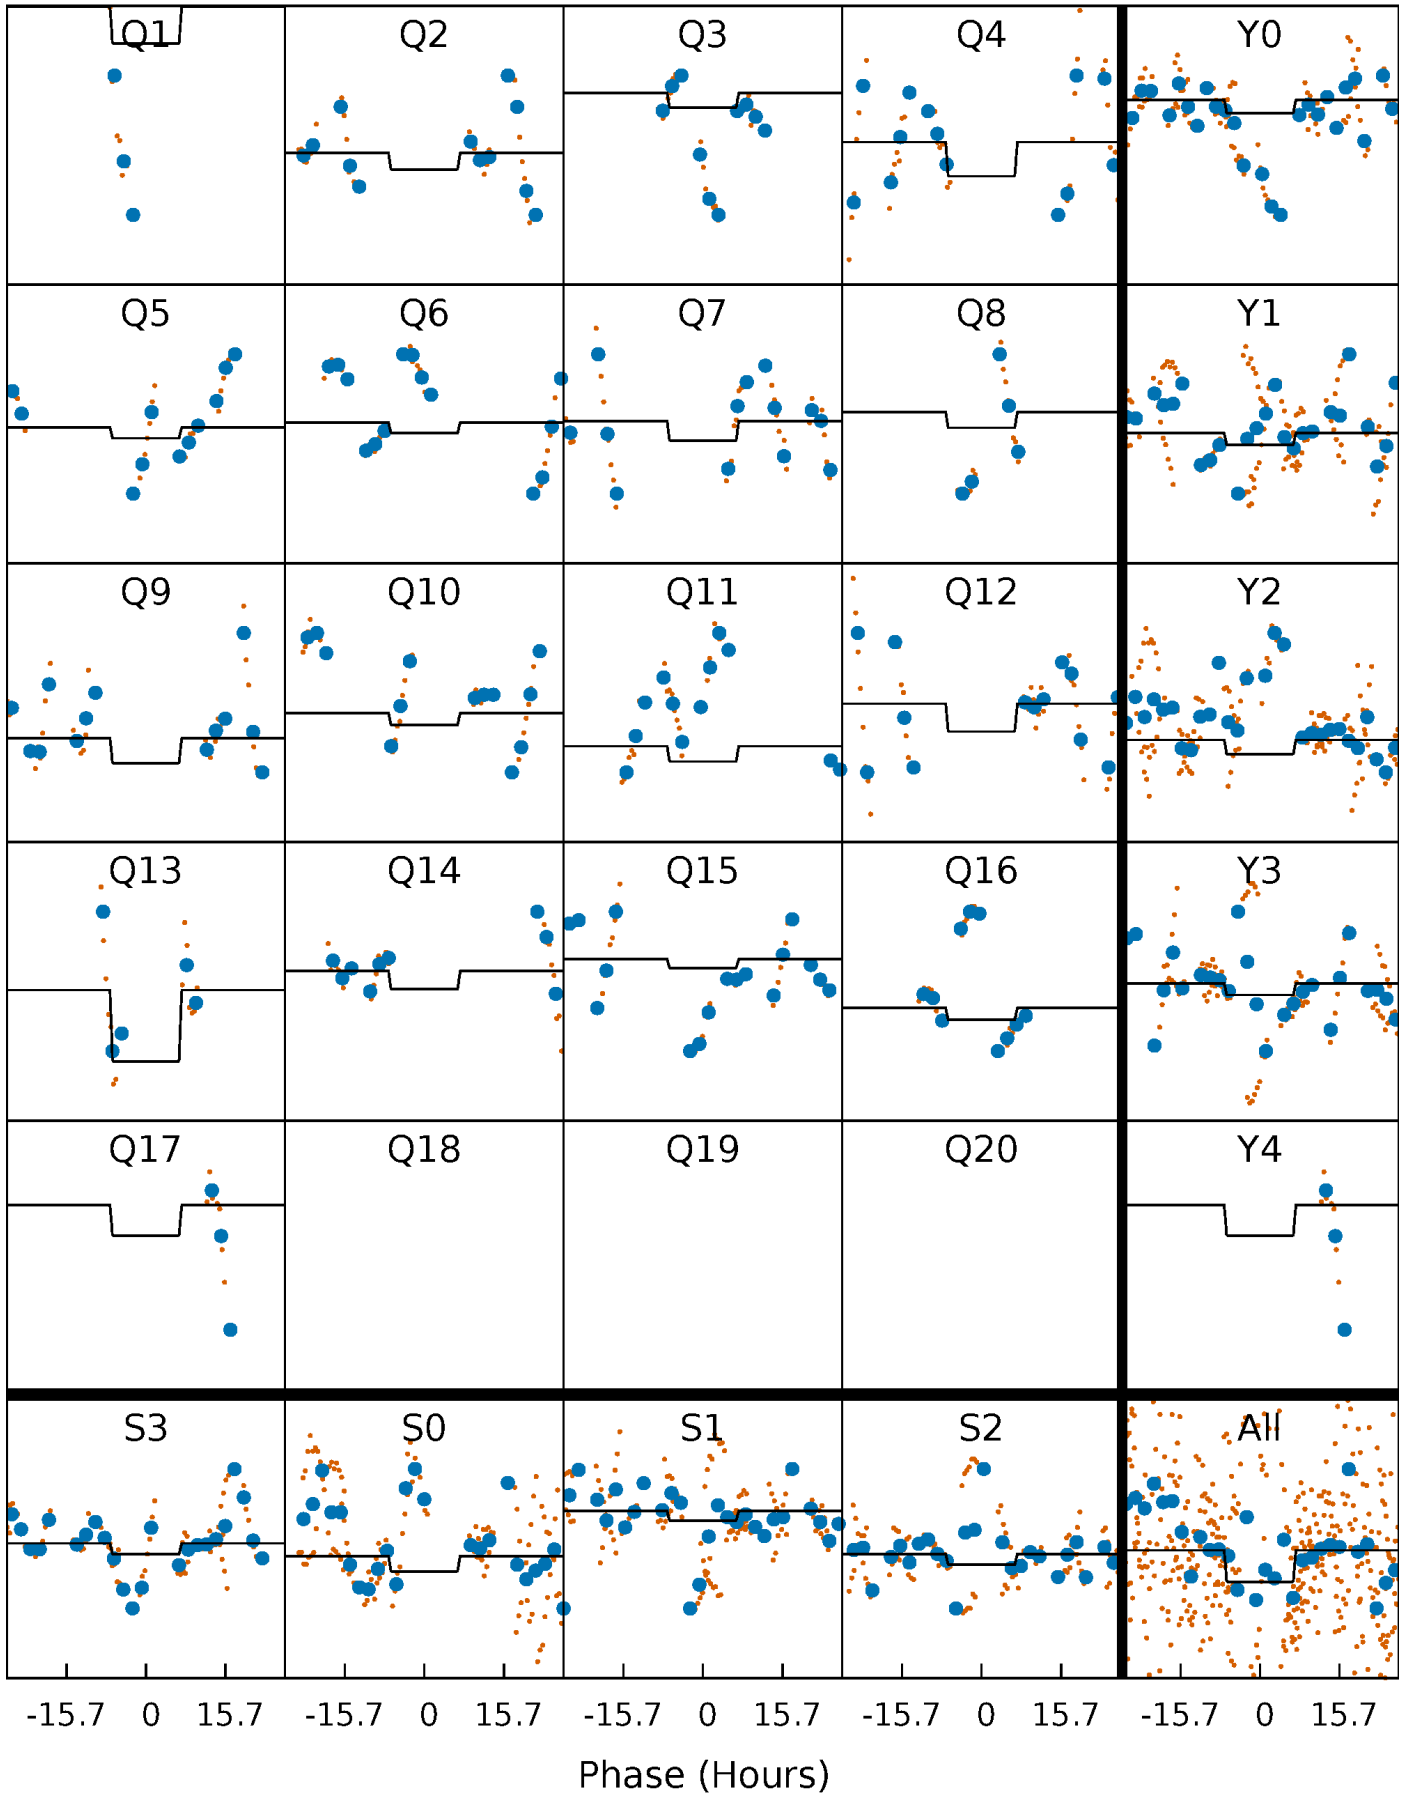 Q1 Q2 Q3 Q4 Y0
Q5 Q6 Q7 Q8 Y1
Q9 Q10 Q11 Q12 Y2
Q13 Q14 Q15 Q16 Y3
Q17 Q18 Q19 Q20 Y4
S3 S0 S1 S2 All
-15.7 0 15.7 -15.7 0 15.7 -15.7 0 15.7 -15.7 0 15.7 -15.7 0 15.7
Phase (Hours)